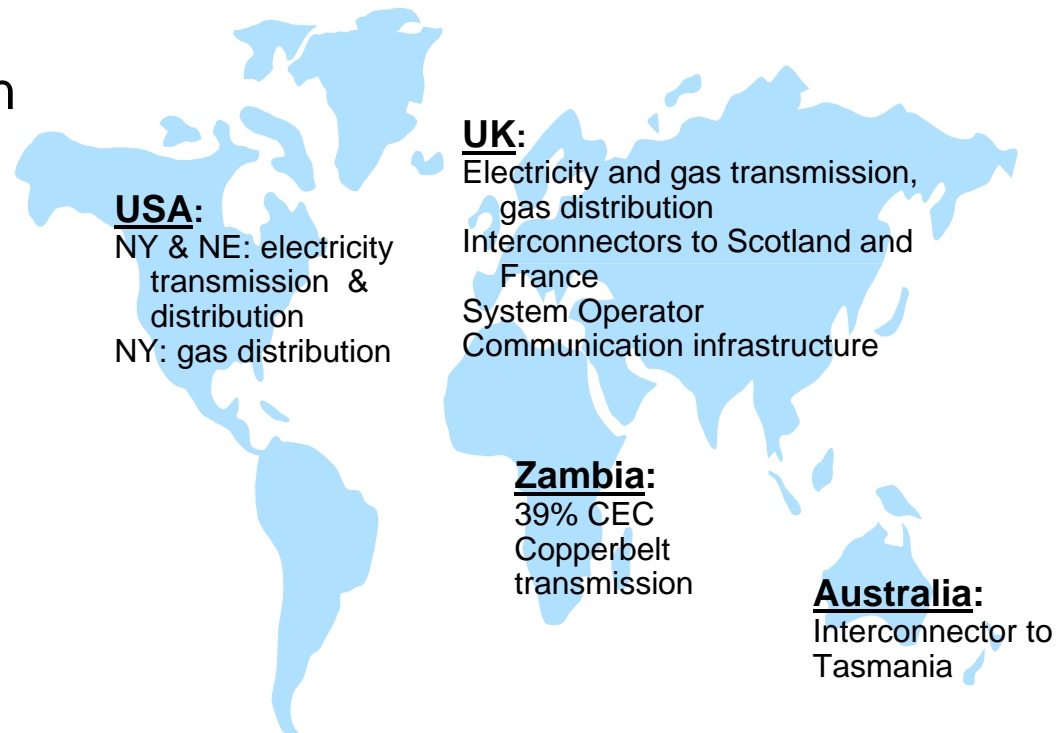 n
UK:
Electricity and gas transmission,
gas distribution
Interconnectors to Scotland and
France
System Operator
Communication infrastructure
USA:
NY & NE: electricity
transmission &
distribution
NY: gas distribution
Zambia:
39% CEC
Copperbelt
transmission
Australia:
Interconnector to
Tasmania